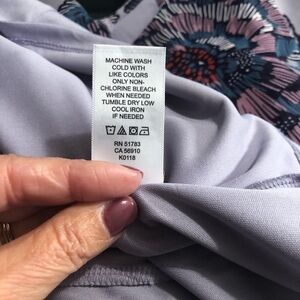 MACHINE WASH
COLD WITH
LIKE COLORS
ONLY NON-
CHLORINE BLEACH
WHEN NEEDED
TUMBLE DRY LOW
COOL IRON
IF NEEDED
RN 51783
CA 56910
K0118